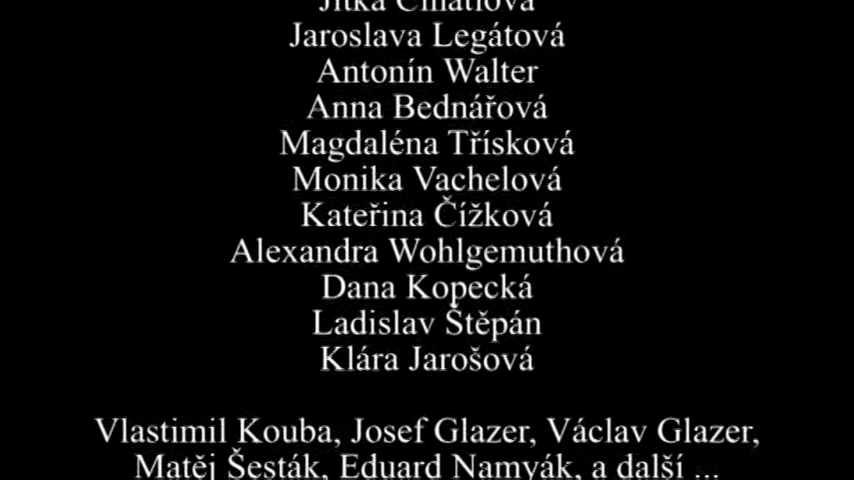 Jitka
Jaroslava Legátová
Antonín Walter
Anna Bednářová
Magdaléna Třísková
Monika Vachelová
Kateřina Čížková
Alexandra Wohlgemuthová
Dana Kopecká
Ladislav Štěpán
Klára Jarošová
Vlastimil Kouba, Josef Glazer, Václav Glazer,
Matěj Šesták, Eduard Namyák, a další ...